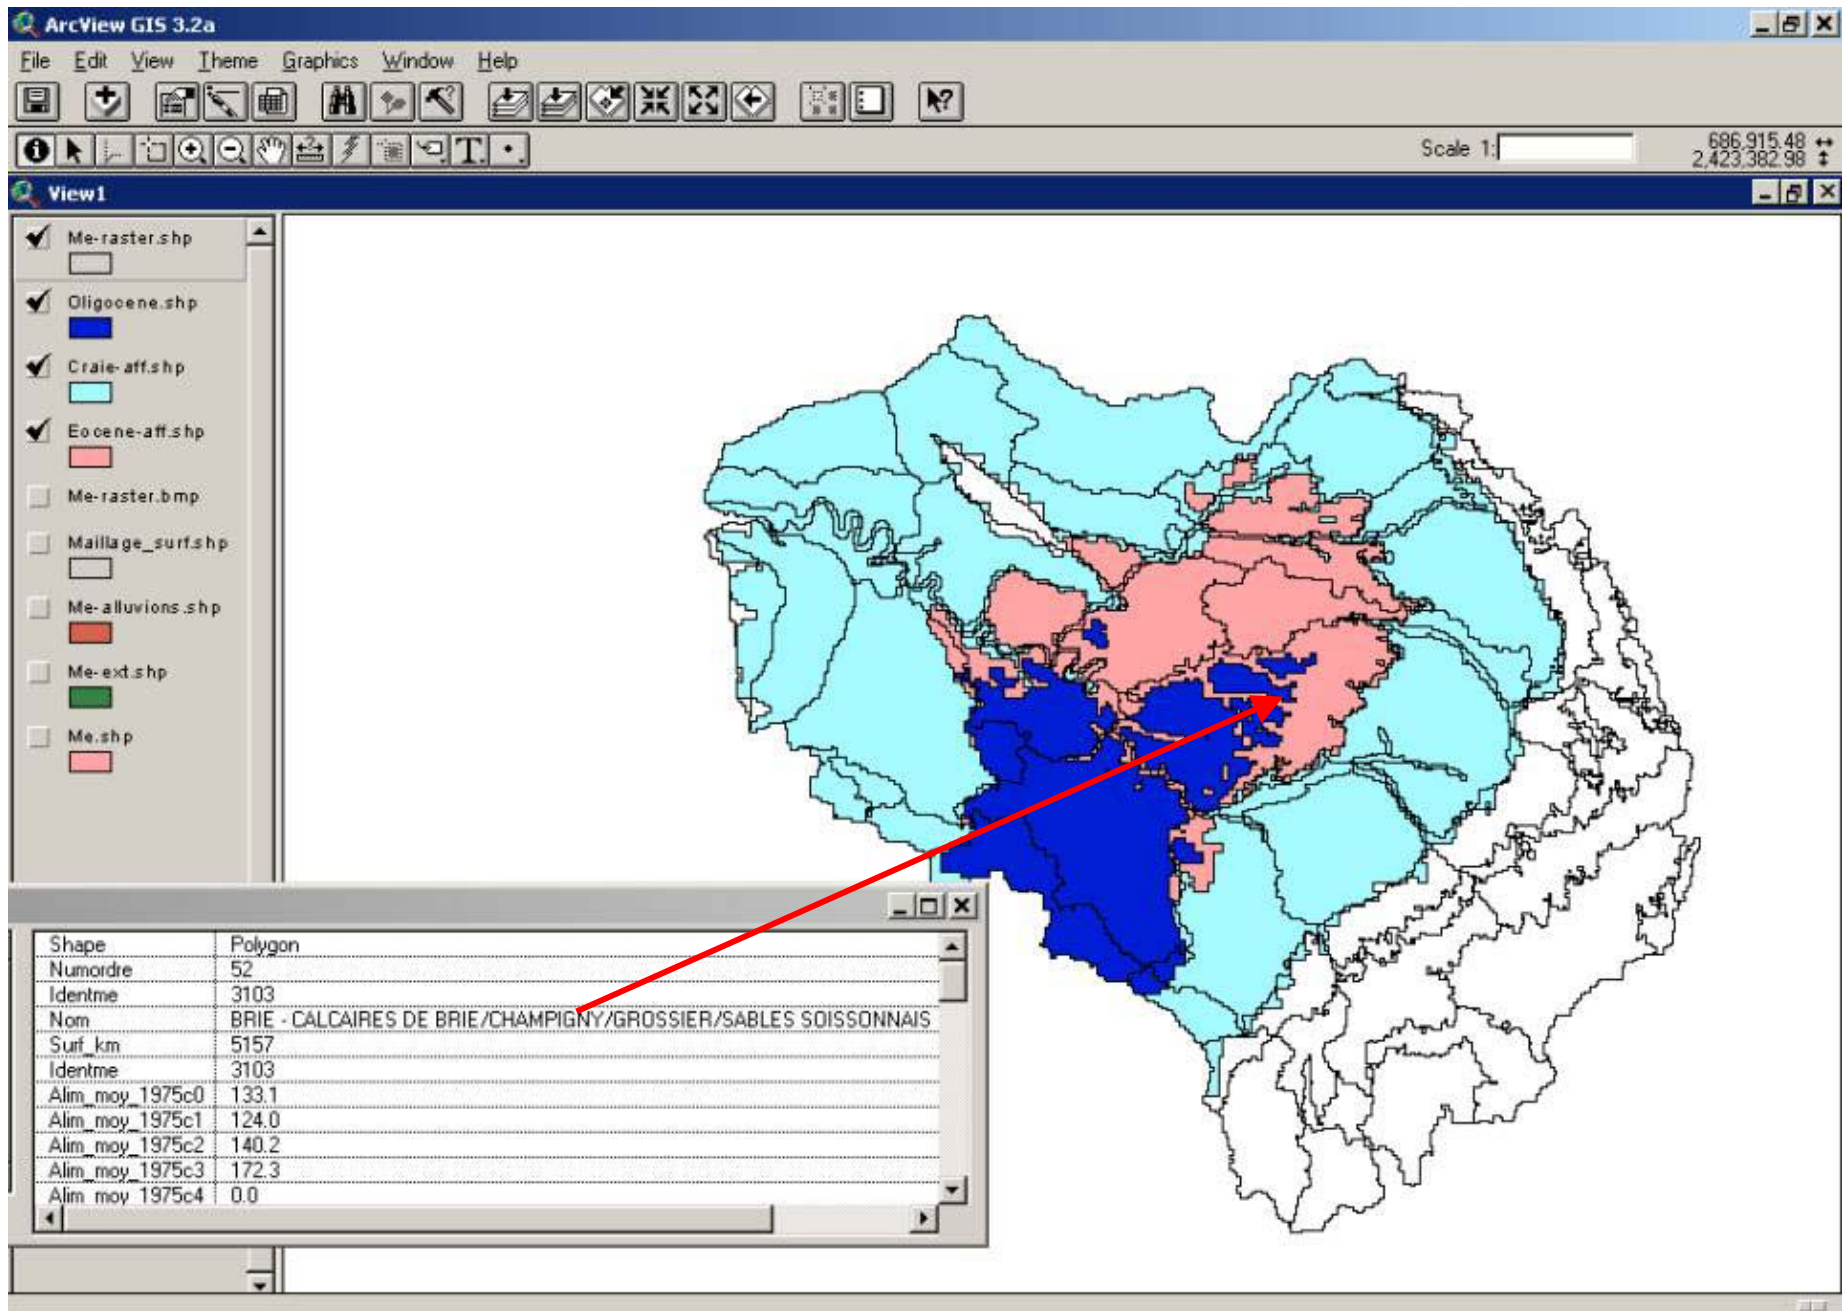 ArcView GIS 3.2a
File Edit View Theme Graphics Window Help
Scale 1:
686,915.48
2,423,382.98
View1
Me-raster.shp
Oligocene.shp
Craie-aff.shp
Eocene-aff.shp
Me-raster.bmp
Maillage_surf.shp
Me-alluvions.shp
Me-ext.shp
Me.shp
Shape Polygon
Numordre 52
Identme 3103
Nom BRIE - CALCAIRES DE BRIE/CHAMPIGNY/GROSSIER/SABLES SOISSONNAIS
Surf_km 5157
Identme 3103
Alim_moy_1975c0 133.1
Alim_moy_1975c1 124.0
Alim_moy_1975c2 140.2
Alim_moy_1975c3 172.3
Alim_moy_1975c4 0.0